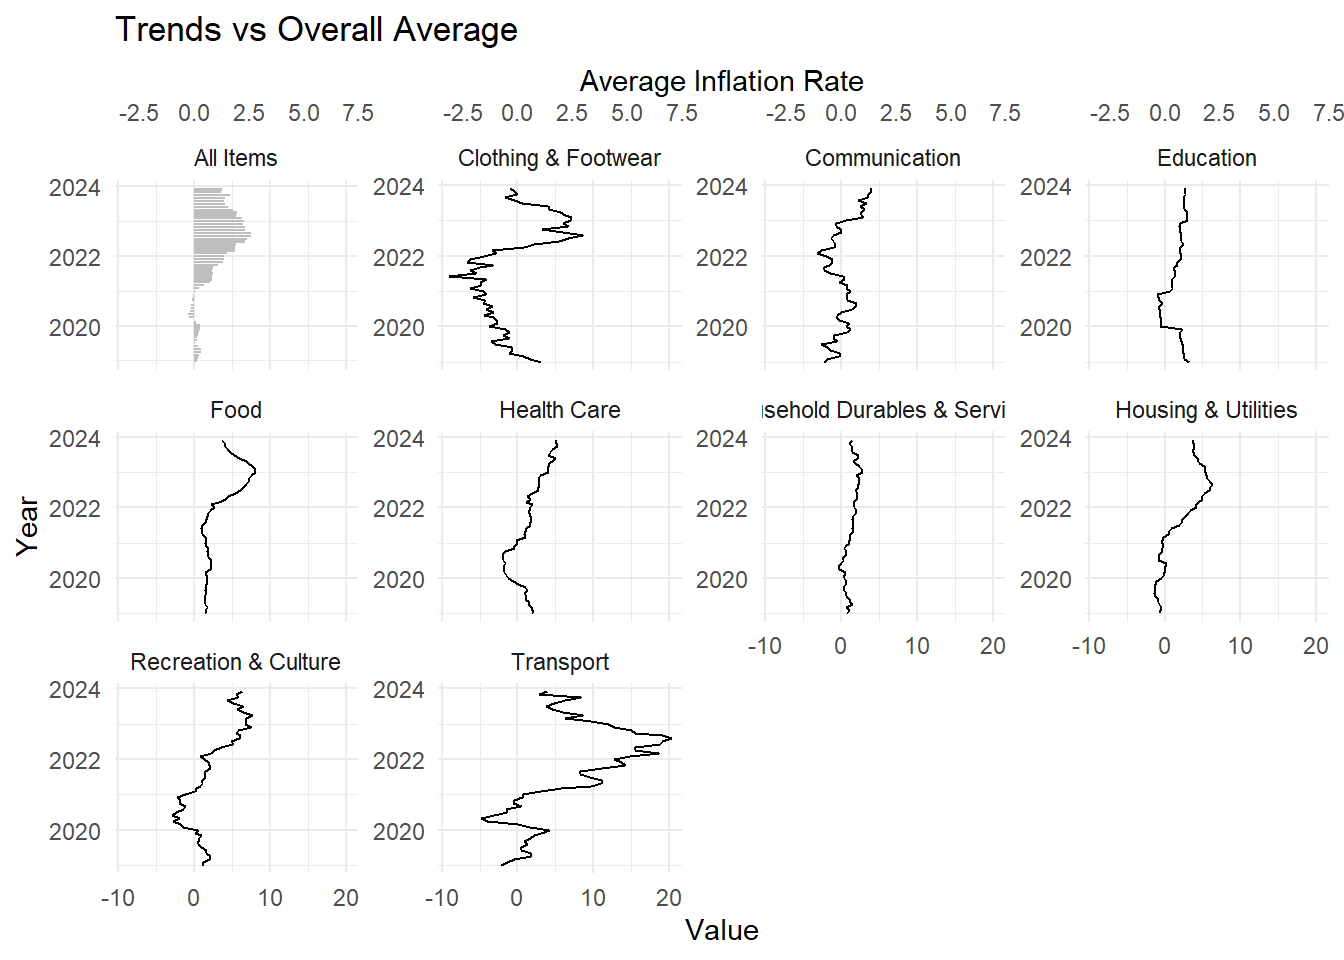 Trends vs Overall Average
Average Inflation Rate
-2.5 0.0 2.5 5.0 7.5 -2.5 0.0 2.5 5.0 7.5 -2.5 0.0 2.5 5.0 7.5 -2.5 0.0 2.5 5.0 7.5
All Items Clothing & Footwear Communication Education
2024 2024 2024 2024
2022 2022 2022 2022
2020 2020 2020 2020
Food Health Care sehold Durables & Servi Housing & Utilities
2024 2024 2024 2024
2022 2022 2022 2022
2020 2020 2020 2020
-10 0 10 20 -10 0 10 20
Recreation & Culture Transport
2024 2024
2022 2022
2020 2020
-10 0 10 20 -10 0 10 20
Value
Year